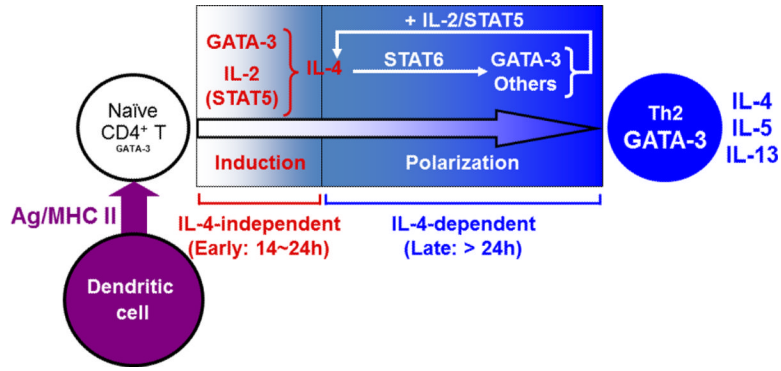 + IL-2/STAT5
GATA-3
IL-2
(STAT5)
IL-4
STAT6
GATA-3
Others
Naïve
CD4⁺ T
GATA-3
Induction
Polarization
Th2
GATA-3
IL-4
IL-5
IL-13
Ag/MHC II
IL-4-independent
(Early: 14~24h)
IL-4-dependent
(Late: > 24h)
Dendritic
cell